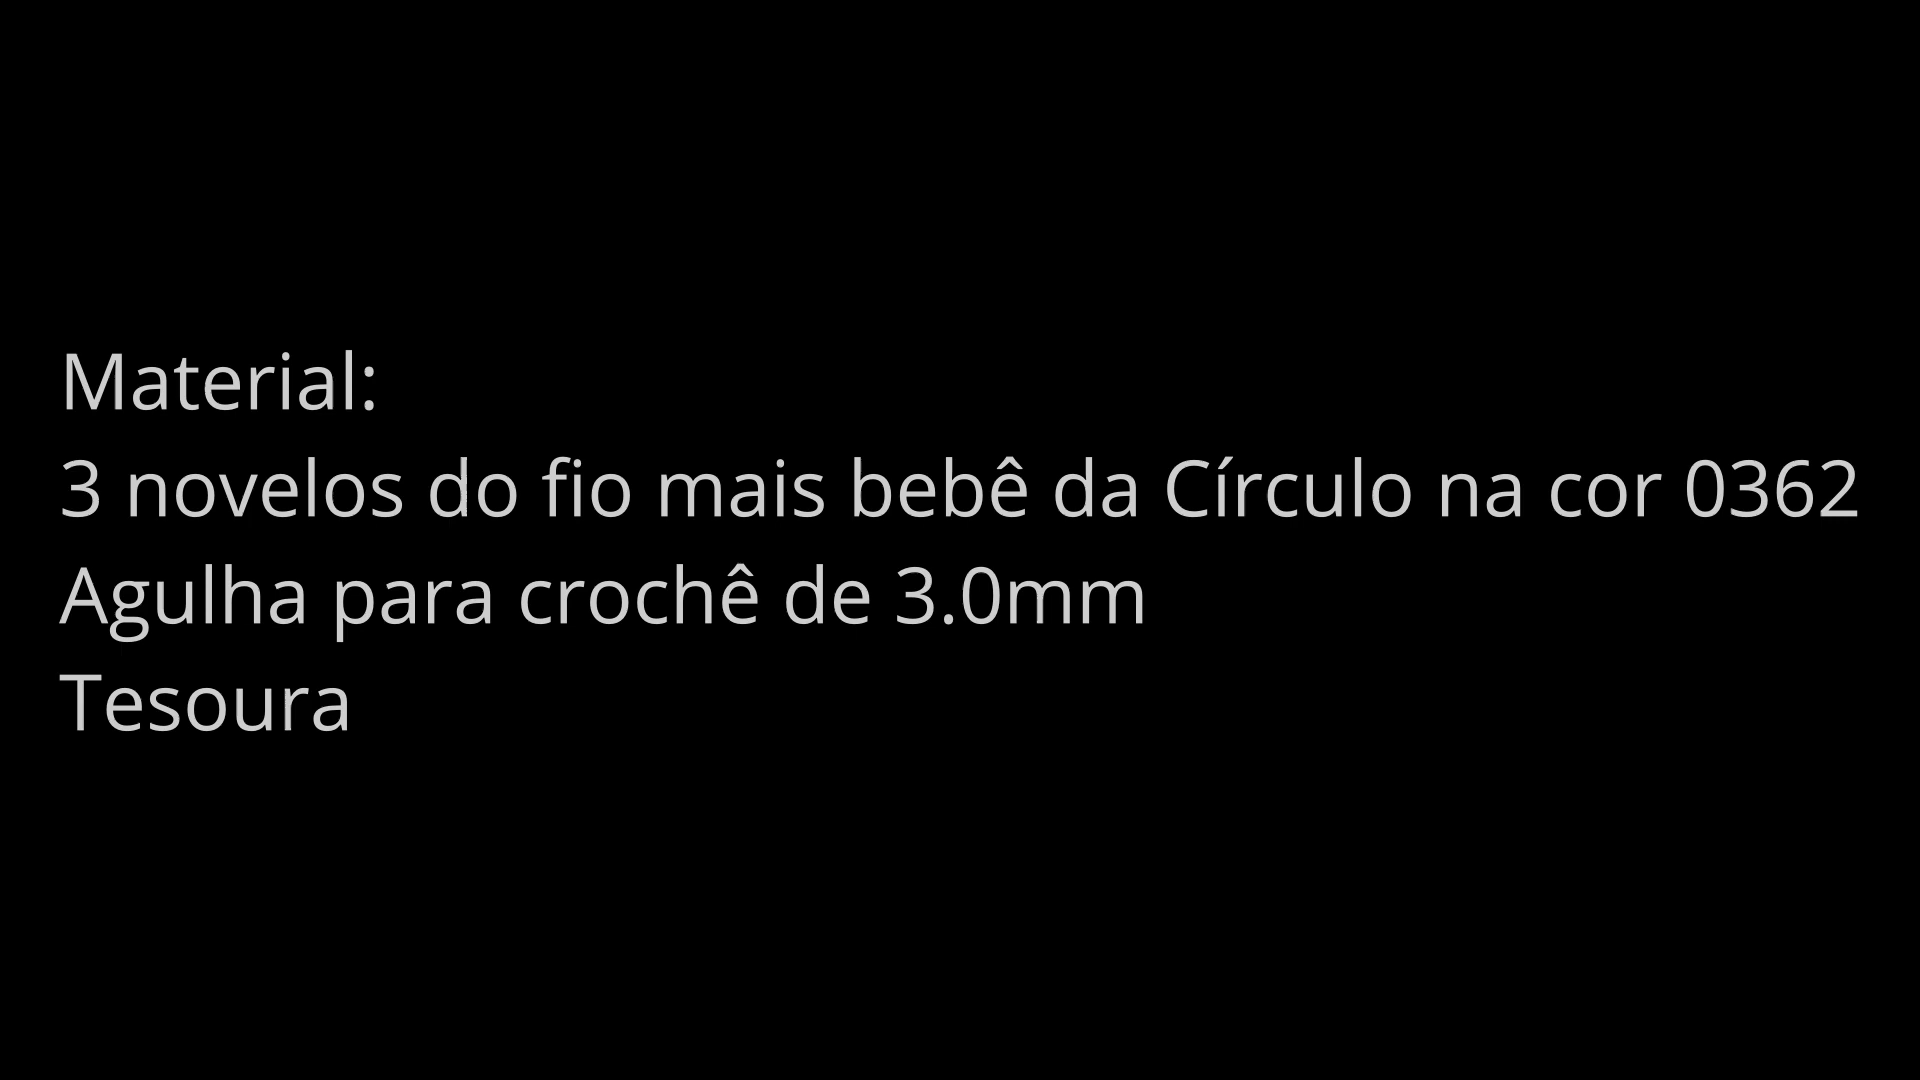 Material:
3 novelos do fio mais bebê da Círculo na cor 0362
Agulha para crochê de 3.0mm
Tesoura